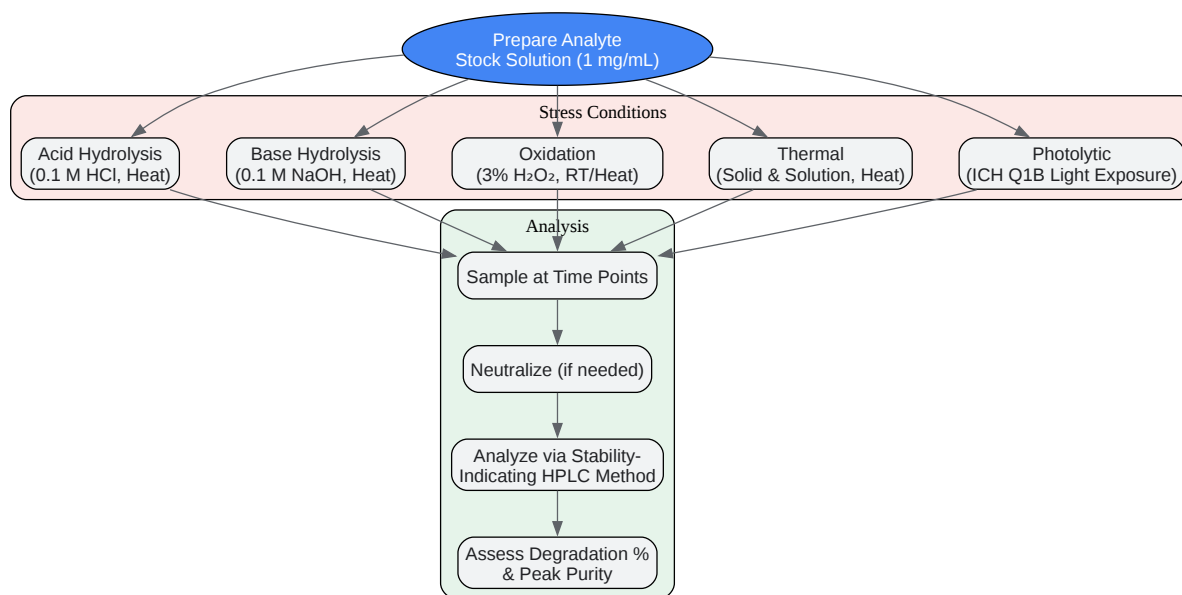 Prepare Analyte
Stock Solution (1 mg/mL)
Stress Conditions
Acid Hydrolysis
(0.1 M HCl, Heat)
Base Hydrolysis
(0.1 M NaOH, Heat)
Oxidation
(3% H₂O₂, RT/Heat)
Thermal
(Solid & Solution, Heat)
Photolytic
(ICH Q1B Light Exposure)
Analysis
Sample at Time Points
Neutralize (if needed)
Analyze via Stability-
Indicating HPLC Method
Assess Degradation %
& Peak Purity